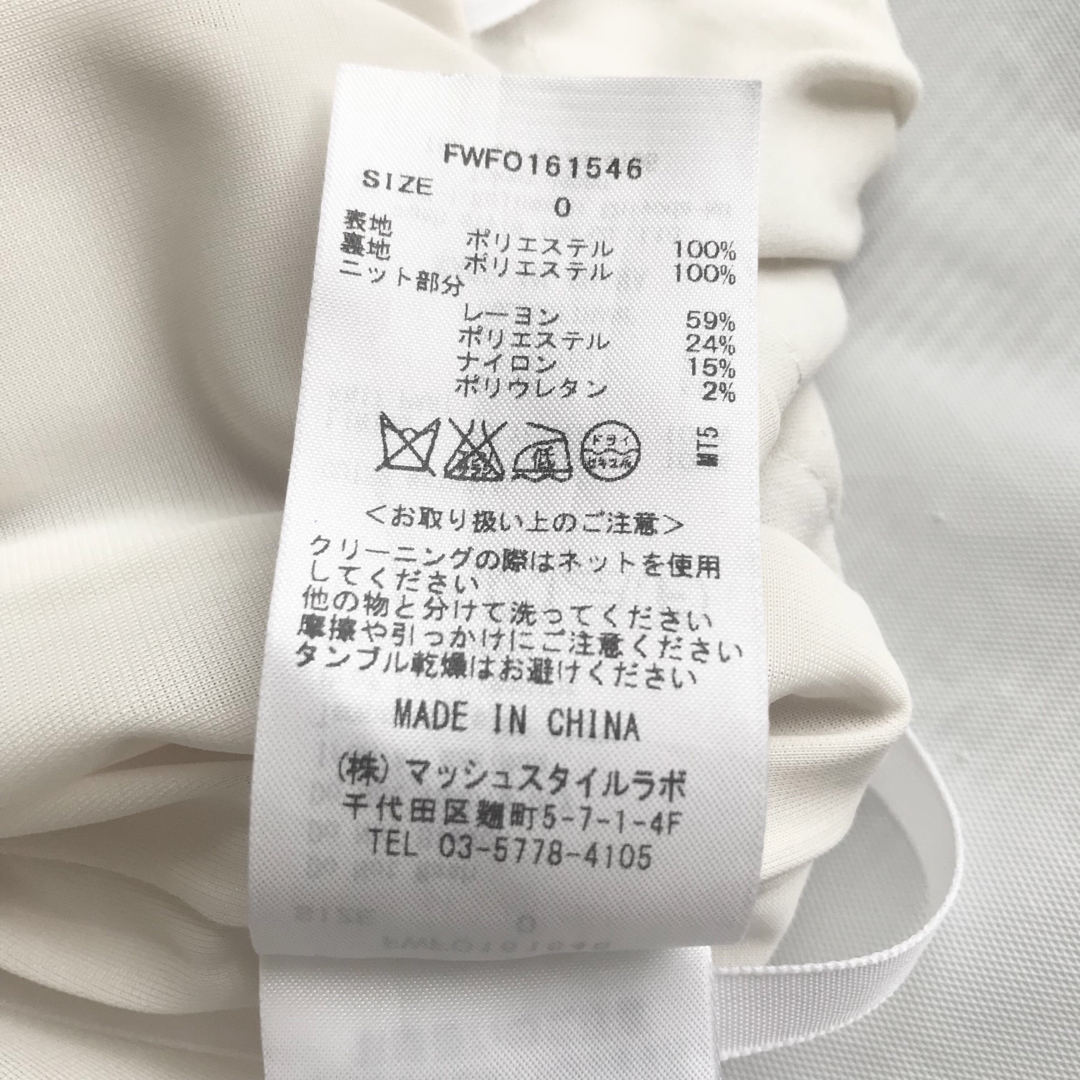 FWFO161546
SIZE 0
表地 ポリエステル 100%
裏地 ポリエステル 100%
ニット部分
レーヨン 59%
ポリエステル 24%
ナイロン 15%
ポリウレタン 2%
低 ドライ セキユ系 MT5
<お取り扱い上のご注意>
クリーニングの際はネットを使用
してください
他の物と分けて洗ってください
摩擦や引っかけにご注意ください
タンブル乾燥はお避けください
MADE IN CHINA
(株)マッシュスタイルラボ
千代田区麹町5-7-1-4F
TEL 03-5778-4105